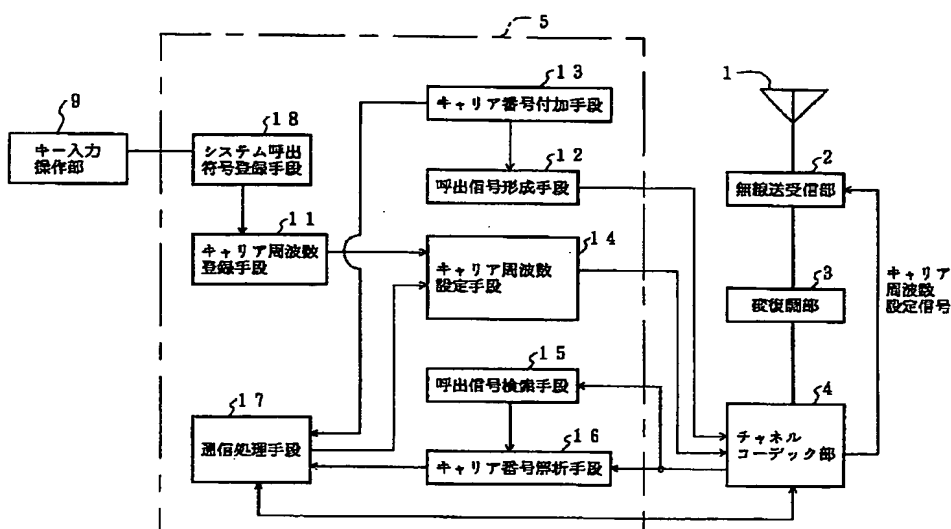 5
13
キャリア番号付加手段
1
9
キー入力
操作部
18
システム呼出
符号登録手段
12
呼出信号形成手段
2
無線送受信部
11
キャリア周波数
登録手段
14
キャリア周波数
設定手段
3
変復調部
キャリア
周波数
設定信号
15
呼出信号検索手段
17
通信処理手段
16
キャリア番号解析手段
4
チャネル
コーデック部